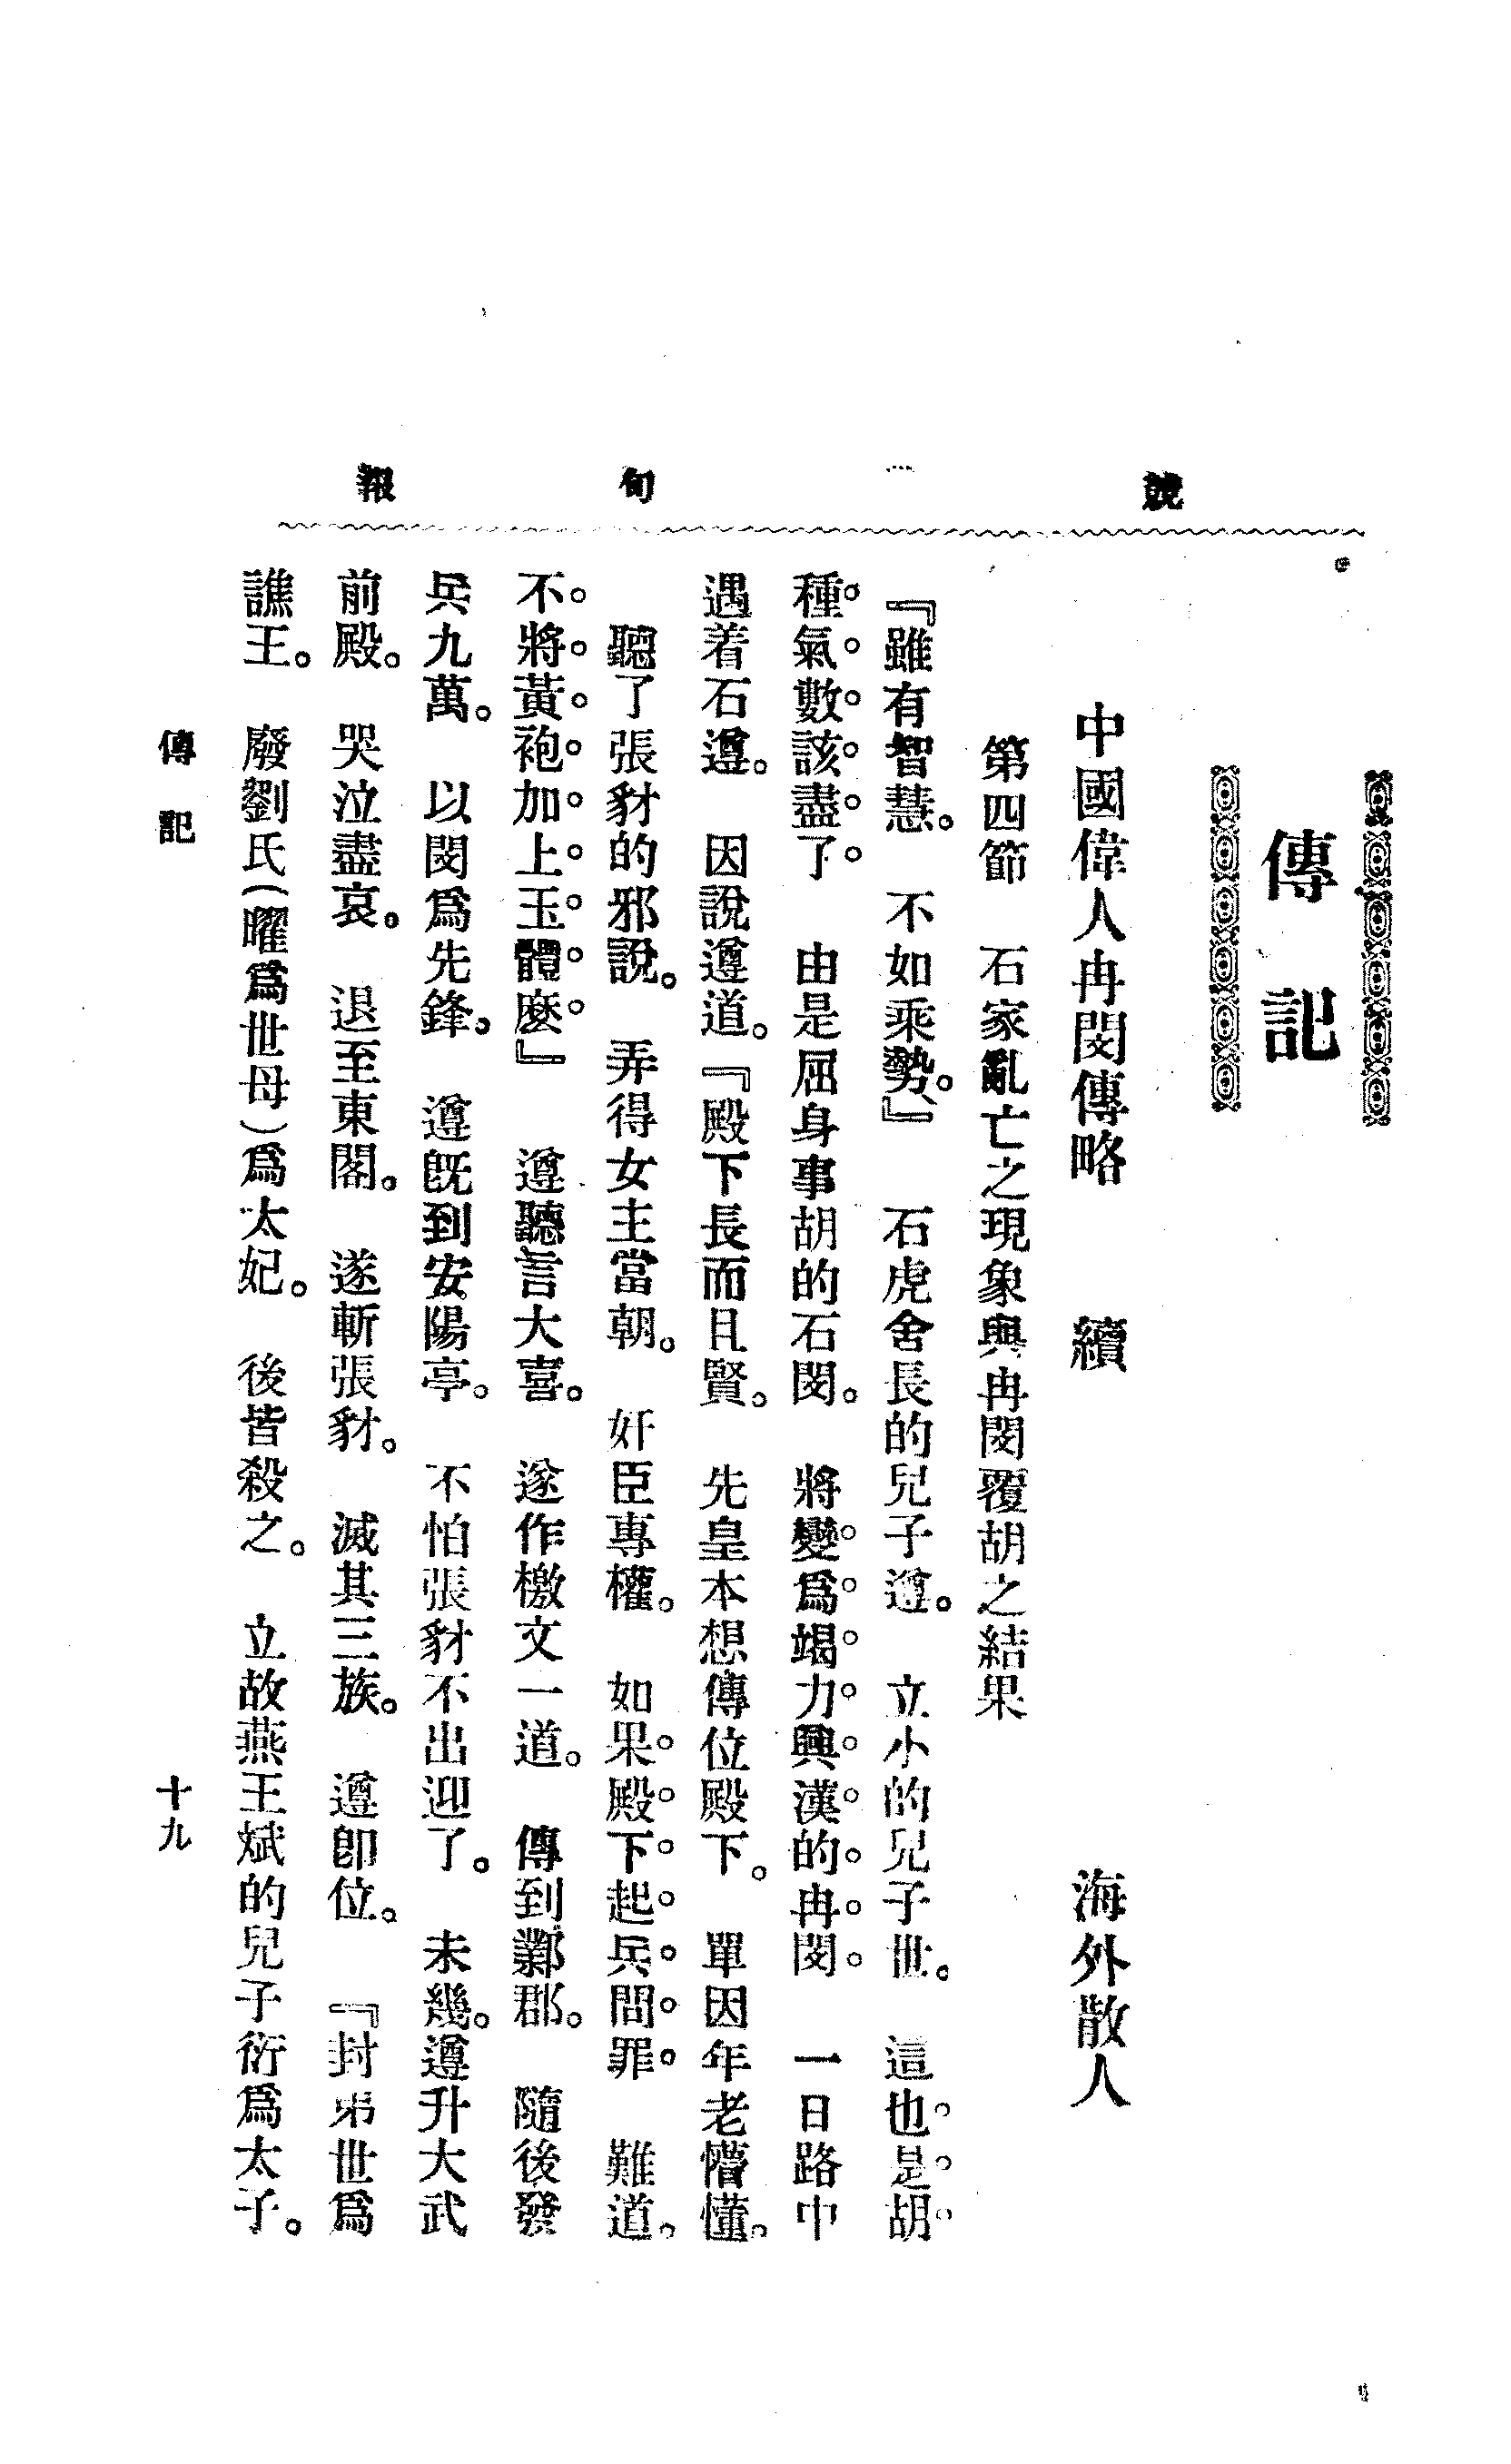 競一旬報
傳記
中國偉人冉閔傳略　續　海外散人
第四節　石家亂亡之現象與冉閔覆胡之結果
『雖有智慧。不如乘勢、』　石虎舍長的兒子遵。立小的兒子世。這也是胡
種氣數該盡了。由是屈身事胡的石閔。將變爲竭力興漢的冉閔。一日路中
遇着石遵。因說遵道。『殿下長而且賢。先皇本想傳位殿下。單因年老懵懂。
聽了張豺的邪說。弄得女主當朝。奸臣專權。如果殿下起兵問罪　難道。
不將黃袍加上玉體麽』　遵聽言大喜。遂作檄文一道。傳到鄴郡。隨後發
兵九萬。以閔爲先鋒。遵既到安陽亭。不怕張豺不出迎了。未幾。遵升大武
前殿。哭泣盡哀。退至東閣。遂斬張豺。滅其三族。遵卽位。『封弟世爲
譙王。廢劉氏(曜爲世母)爲太妃。後皆殺之。立故燕王斌的兒子衍爲太子。
傳記
十九